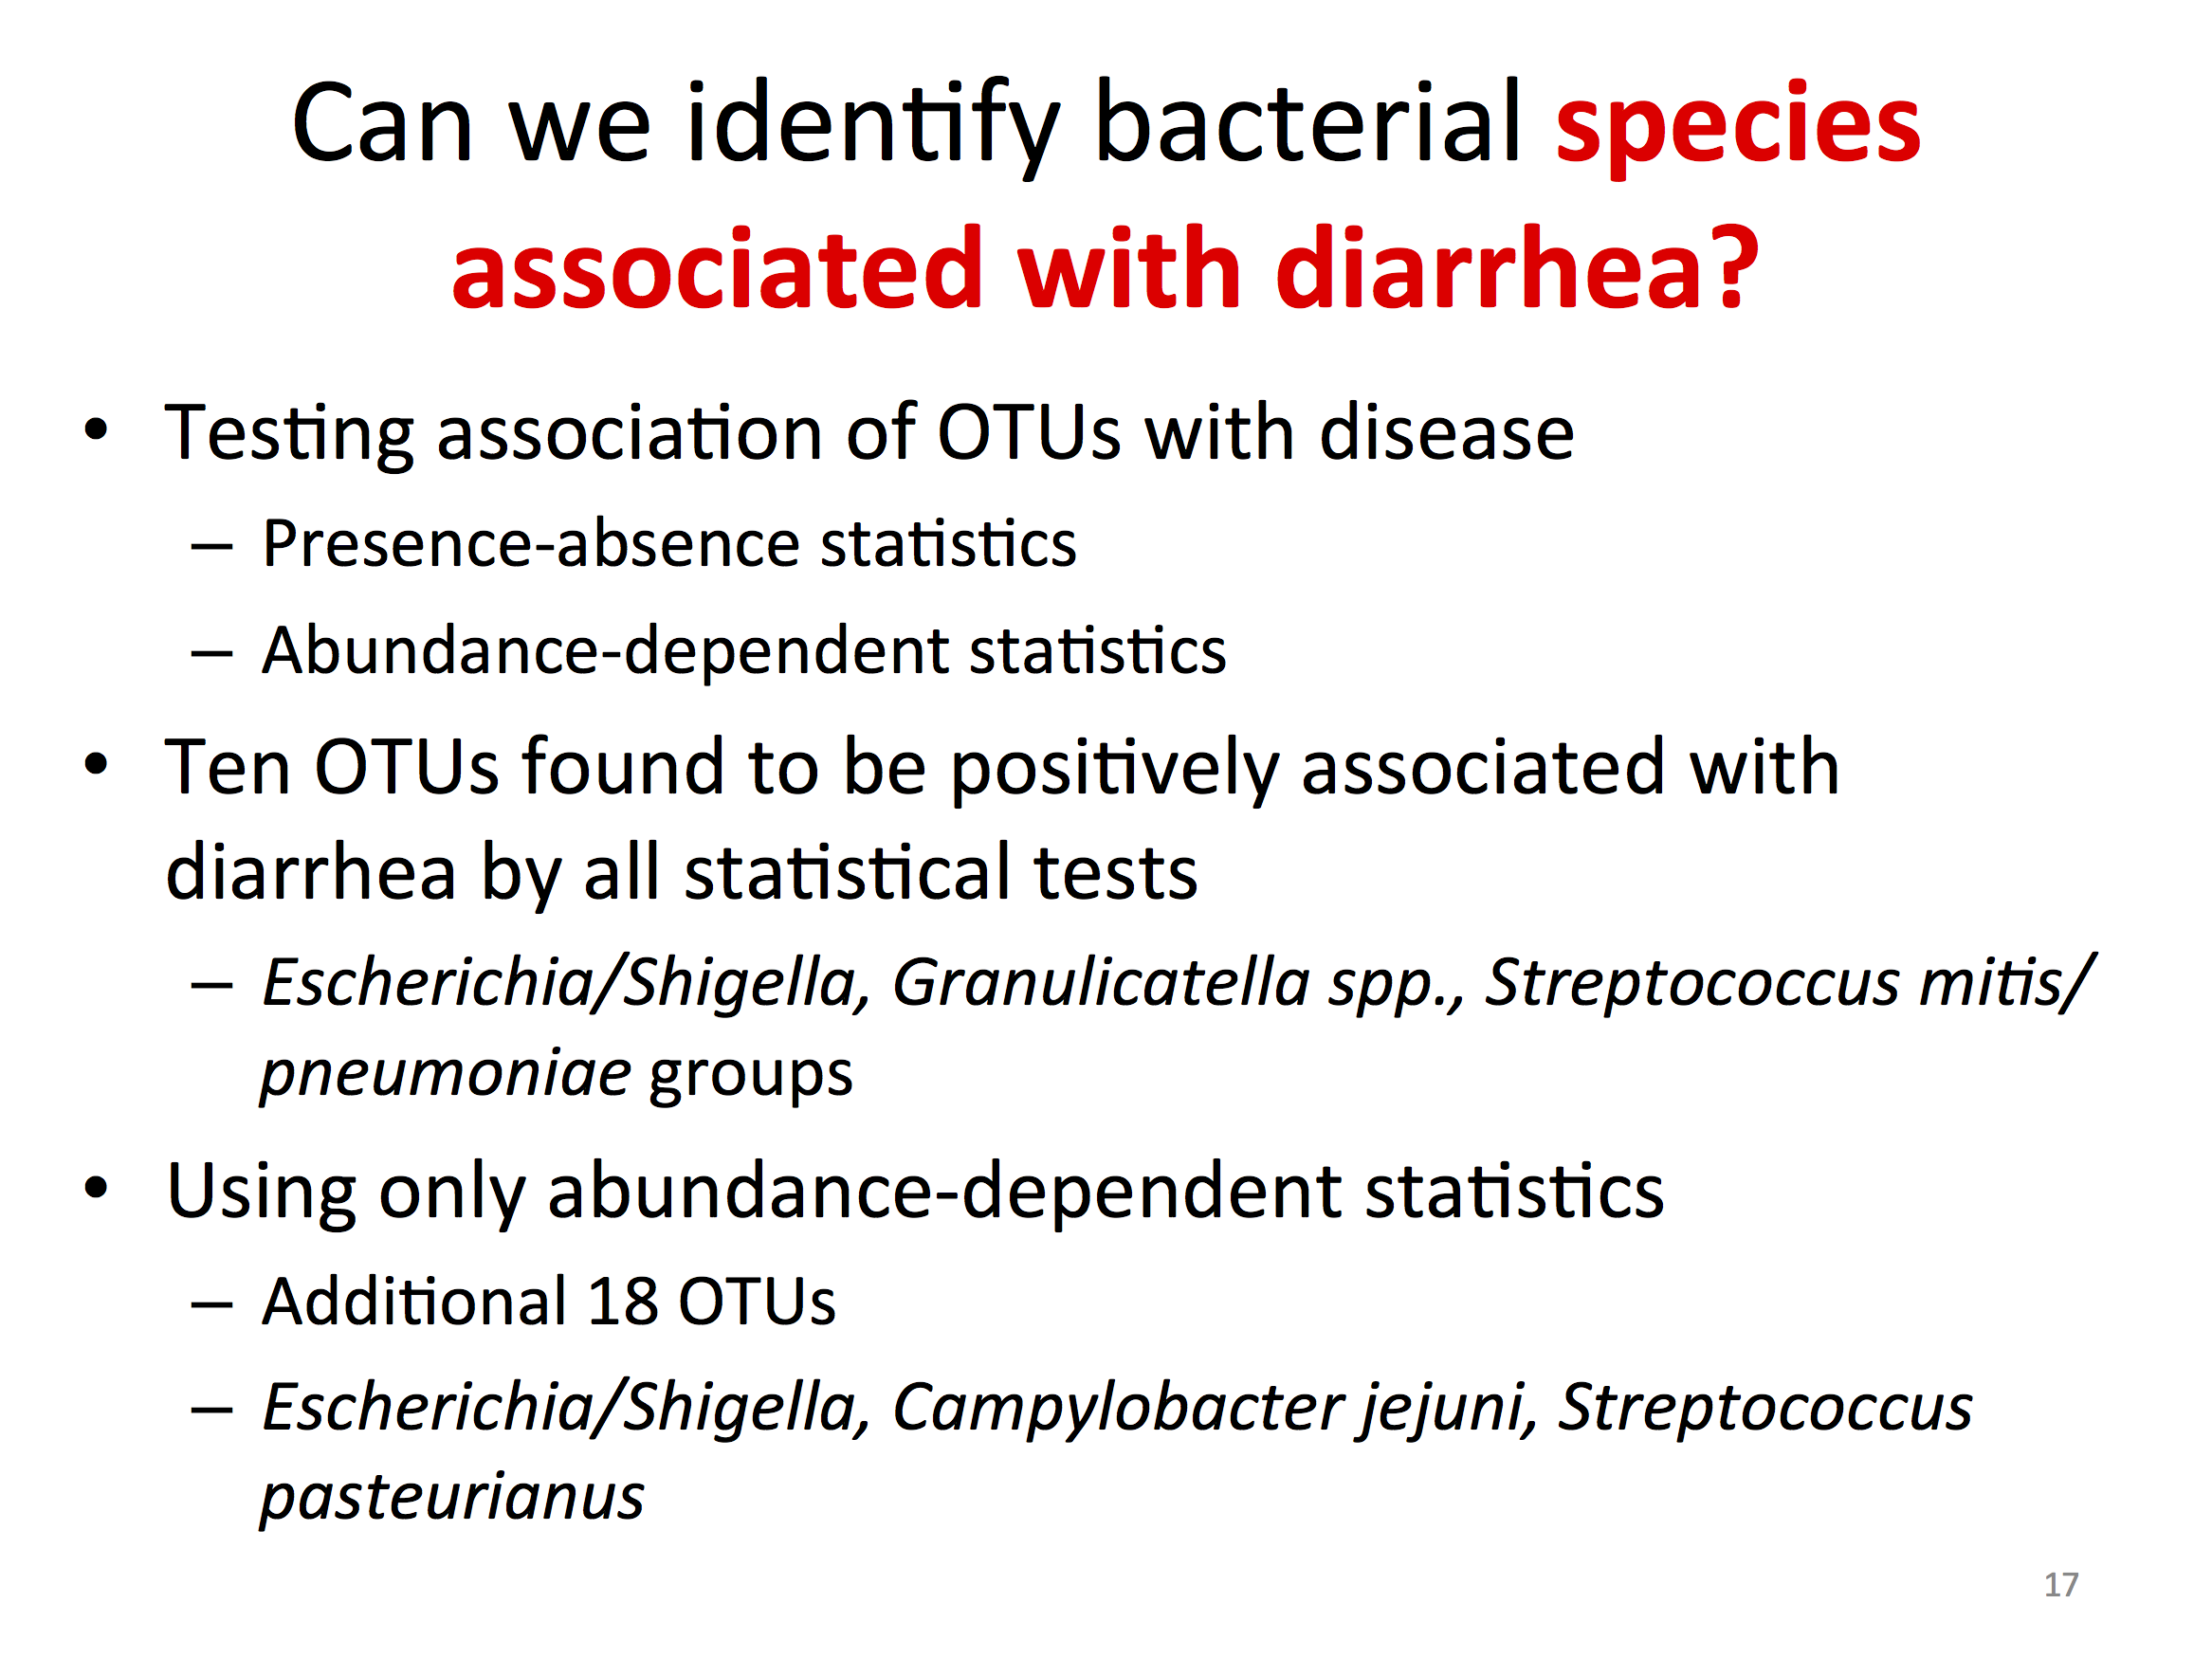 Can we identify bacterial species
associated with diarrhea?
• Testing association of OTUs with disease
– Presence-absence statistics
– Abundance-dependent statistics
• Ten OTUs found to be positively associated with
diarrhea by all statistical tests
– Escherichia/Shigella, Granulicatella spp., Streptococcus mitis/
pneumoniae groups
• Using only abundance-dependent statistics
– Additional 18 OTUs
– Escherichia/Shigella, Campylobacter jejuni, Streptococcus
pasteurianus
17